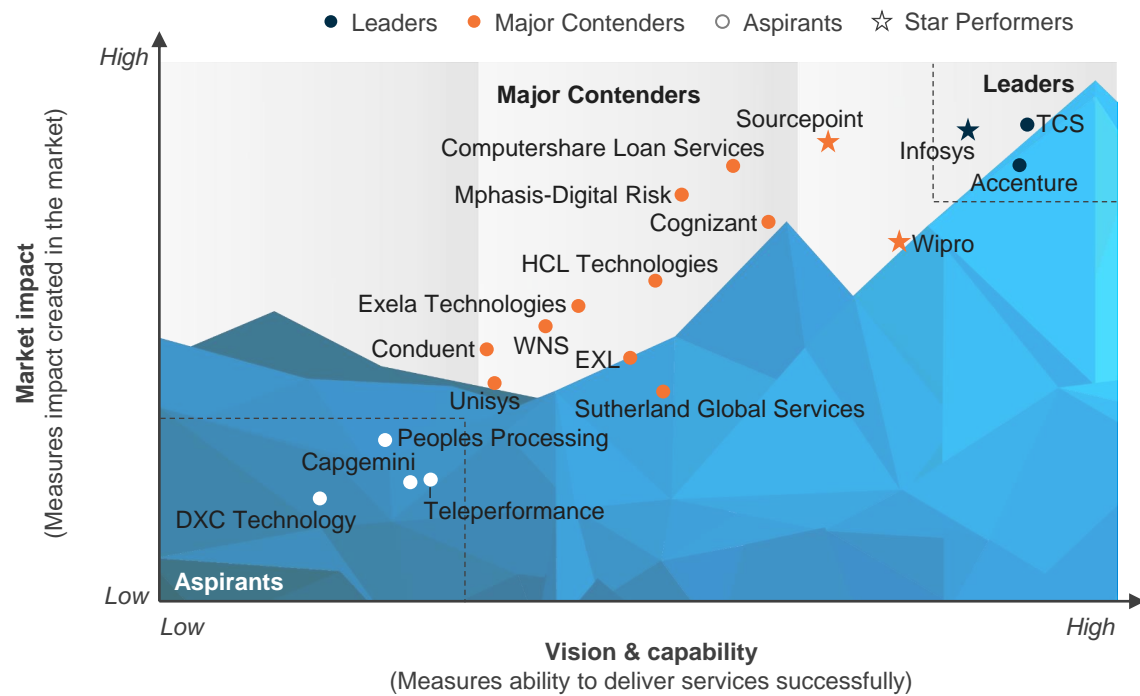 Leaders
Major Contenders
Aspirants
Star Performers
High
Major Contenders
Leaders
Sourcepoint
TCS
Infosys
Computershare Loan Services
Accenture
Mphasis-Digital Risk
Cognizant
Wipro
HCL Technologies
Exela Technologies
WNS
Conduent
EXL
Unisys
Sutherland Global Services
Peoples Processing
Capgemini
Teleperformance
DXC Technology
Aspirants
Market impact
(Measures impact created in the market)
Low
Low
High
Vision & capability
(Measures ability to deliver services successfully)